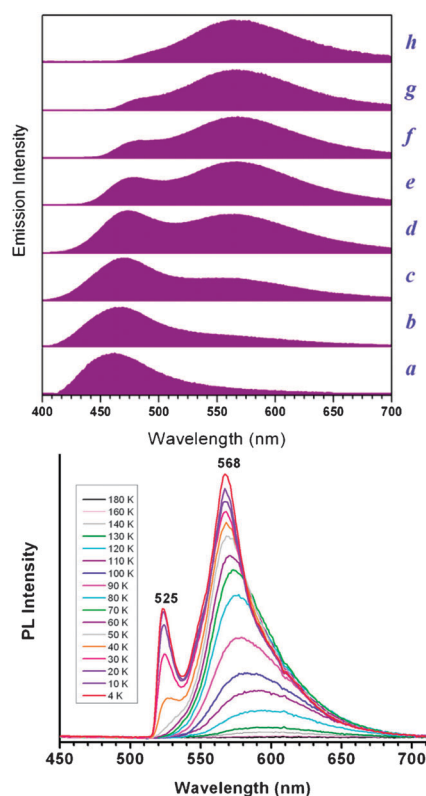 h
g
f
e
d
c
b
a
Emission Intensity
400 450 500 550 600 650 700
Wavelength (nm)
568
525
180 K
160 K
140 K
130 K
120 K
110 K
100 K
90 K
80 K
70 K
60 K
50 K
40 K
30 K
20 K
10 K
4 K
PL Intensity
450 500 550 600 650 700
Wavelength (nm)